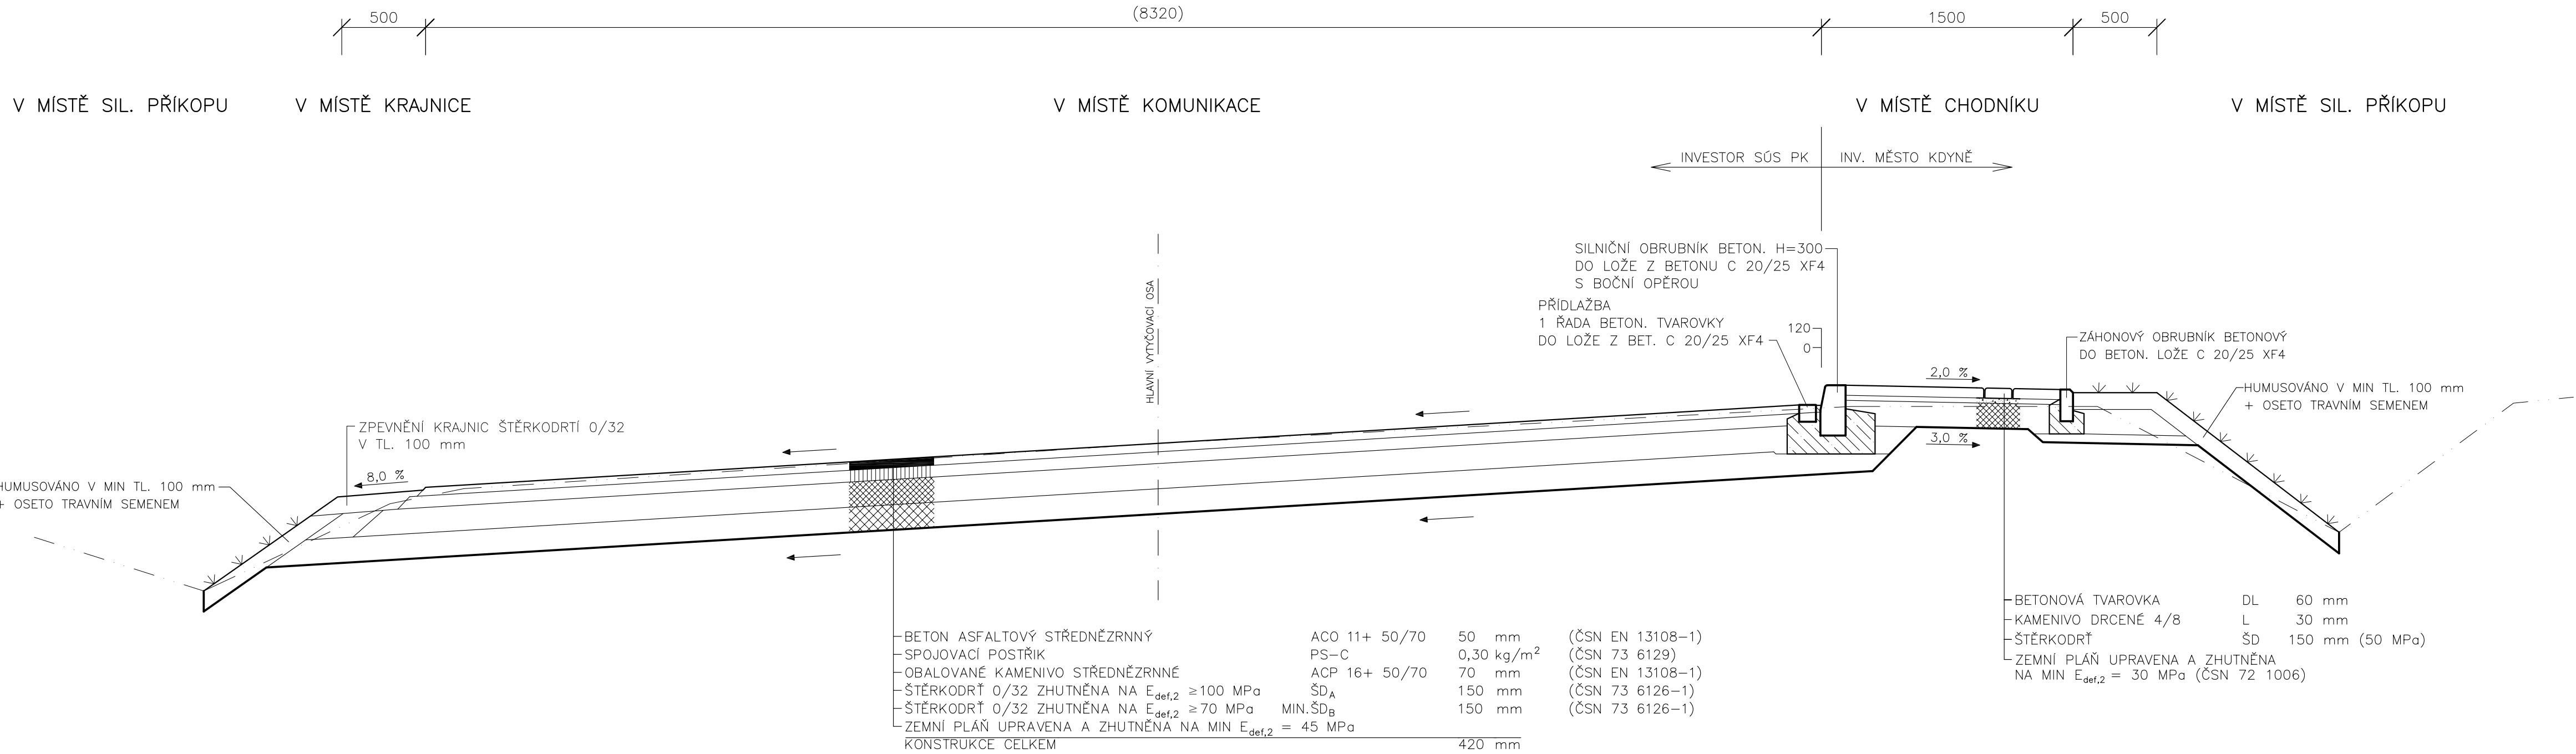 500
(8320)
1500
500
V MÍSTĚ SIL. PŘÍKOPU
V MÍSTĚ KRAJNICE
V MÍSTĚ KOMUNIKACE
V MÍSTĚ CHODNÍKU
V MÍSTĚ SIL. PŘÍKOPU
INVESTOR SÚS PK
INV. MĚSTO KDYNĚ
SILNIČNÍ OBRUBNÍK BETON. H=300
DO LOŽE Z BETONU C 20/25 XF4
S BOČNÍ OPĚROU
PŘÍDLAŽBA
1 ŘADA BETON. TVAROVKY
DO LOŽE Z BET. C 20/25 XF4
120
0
HLAVNÍ VYTYČOVACÍ OSA
ZÁHONOVÝ OBRUBNÍK BETONOVÝ
DO BETON. LOŽE C 20/25 XF4
2,0 %
3,0 %
HUMUSOVÁNO V MIN TL. 100 mm
+ OSETO TRAVNÍM SEMENEM
ZPEVNĚNÍ KRAJNIC ŠTĚRKODRTÍ 0/32
V TL. 100 mm
8,0 %
HUMUSOVÁNO V MIN TL. 100 mm
+ OSETO TRAVNÍM SEMENEM
BETON ASFALTOVÝ STŘEDNĚZRNNÝ ACO 11+ 50/70 50 mm (ČSN EN 13108-1)
SPOJOVACÍ POSTŘIK PS-C 0,30 kg/m² (ČSN 73 6129)
OBALOVANÉ KAMENIVO STŘEDNĚZRNNÉ ACP 16+ 50/70 70 mm (ČSN EN 13108-1)
ŠTĚRKODRŤ 0/32 ZHUTNĚNA NA Edef,2 ≥100 MPa ŠDA 150 mm (ČSN 73 6126-1)
ŠTĚRKODRŤ 0/32 ZHUTNĚNA NA Edef,2 ≥70 MPa MIN.ŠDB 150 mm (ČSN 73 6126-1)
ZEMNÍ PLÁŇ UPRAVENA A ZHUTNĚNA NA MIN Edef,2 = 45 MPa
KONSTRUKCE CELKEM 420 mm
BETONOVÁ TVAROVKA DL 60 mm
KAMENIVO DRCENÉ 4/8 L 30 mm
ŠTĚRKODRŤ ŠD 150 mm (50 MPa)
ZEMNÍ PLÁŇ UPRAVENA A ZHUTNĚNA
NA MIN Edef,2 = 30 MPa (ČSN 72 1006)